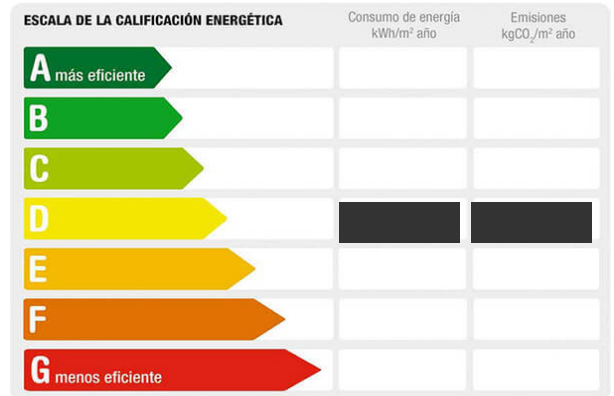 ESCALA DE LA CALIFICACIÓN ENERGÉTICA
Consumo de energía
kWh/m² año
Emisiones
kgCO₂/m² año
A más eficiente
B
C
D
E
F
G menos eficiente